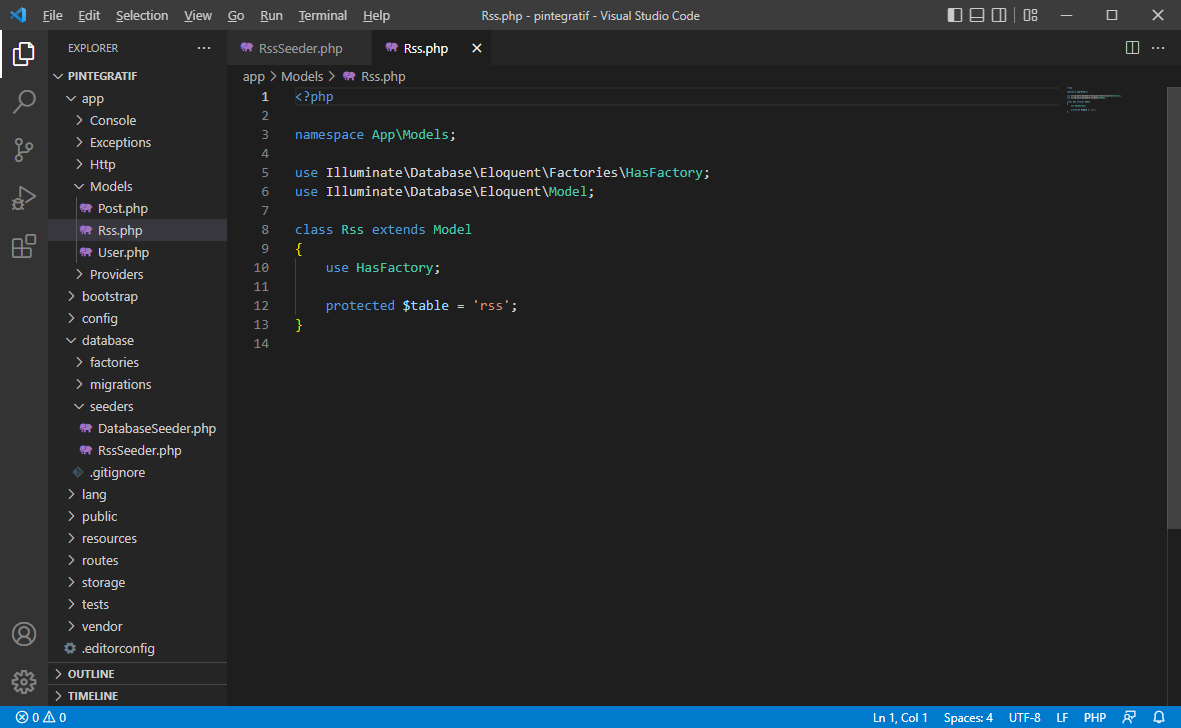 File Edit Selection View Go Run Terminal Help Rss.php - pintegratif - Visual Studio Code
EXPLORER
PINTEGRATIF
app
Console
Exceptions
Http
Models
Post.php
Rss.php
User.php
Providers
bootstrap
config
database
factories
migrations
seeders
DatabaseSeeder.php
RssSeeder.php
.gitignore
lang
public
resources
routes
storage
tests
vendor
.editorconfig
OUTLINE
TIMELINE
RssSeeder.php Rss.php
app > Models > Rss.php
1 <?php
2
3 namespace App\Models;
4
5 use Illuminate\Database\Eloquent\Factories\HasFactory;
6 use Illuminate\Database\Eloquent\Model;
7
8 class Rss extends Model
9 {
10 use HasFactory;
11
12 protected $table = 'rss';
13 }
14
0 0 Ln 1, Col 1 Spaces: 4 UTF-8 LF PHP